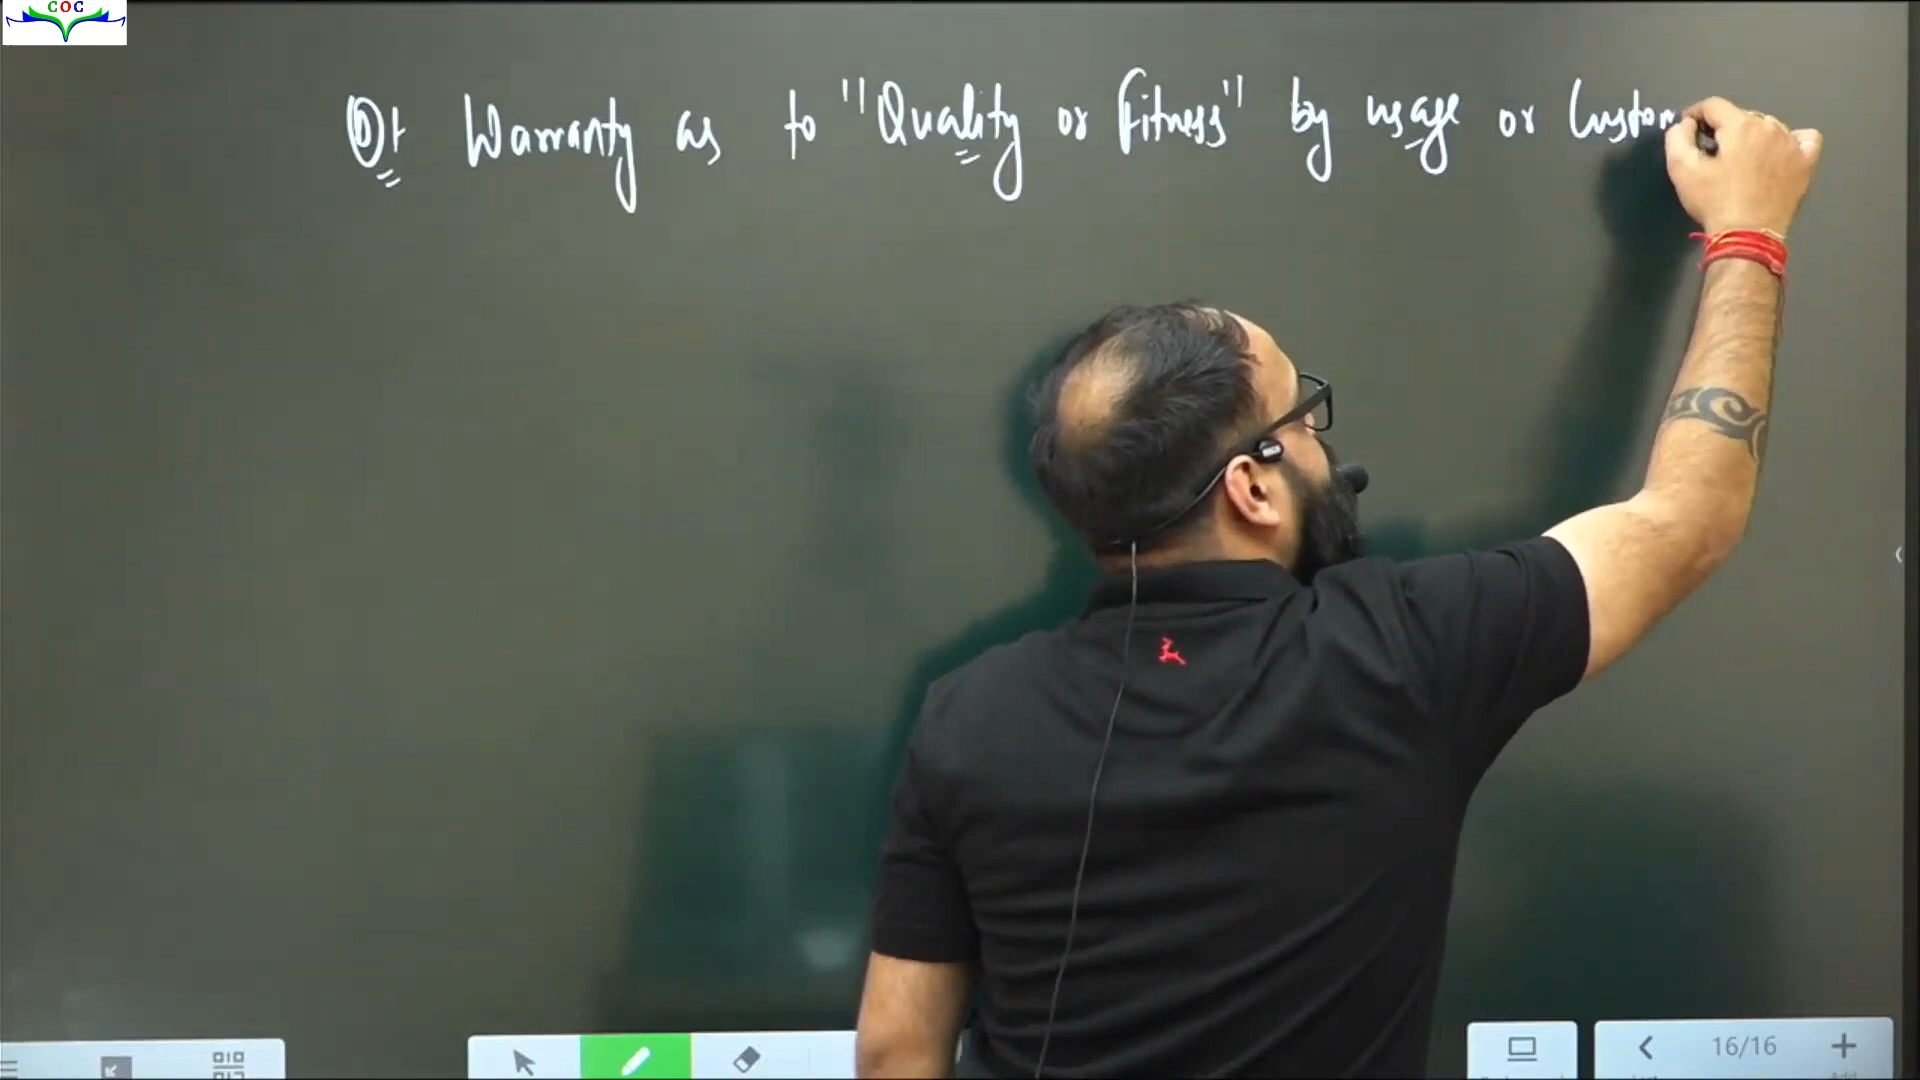 COC
(D)+ Warranty as to "Quality or Fitness" by usage or Custom
16/16